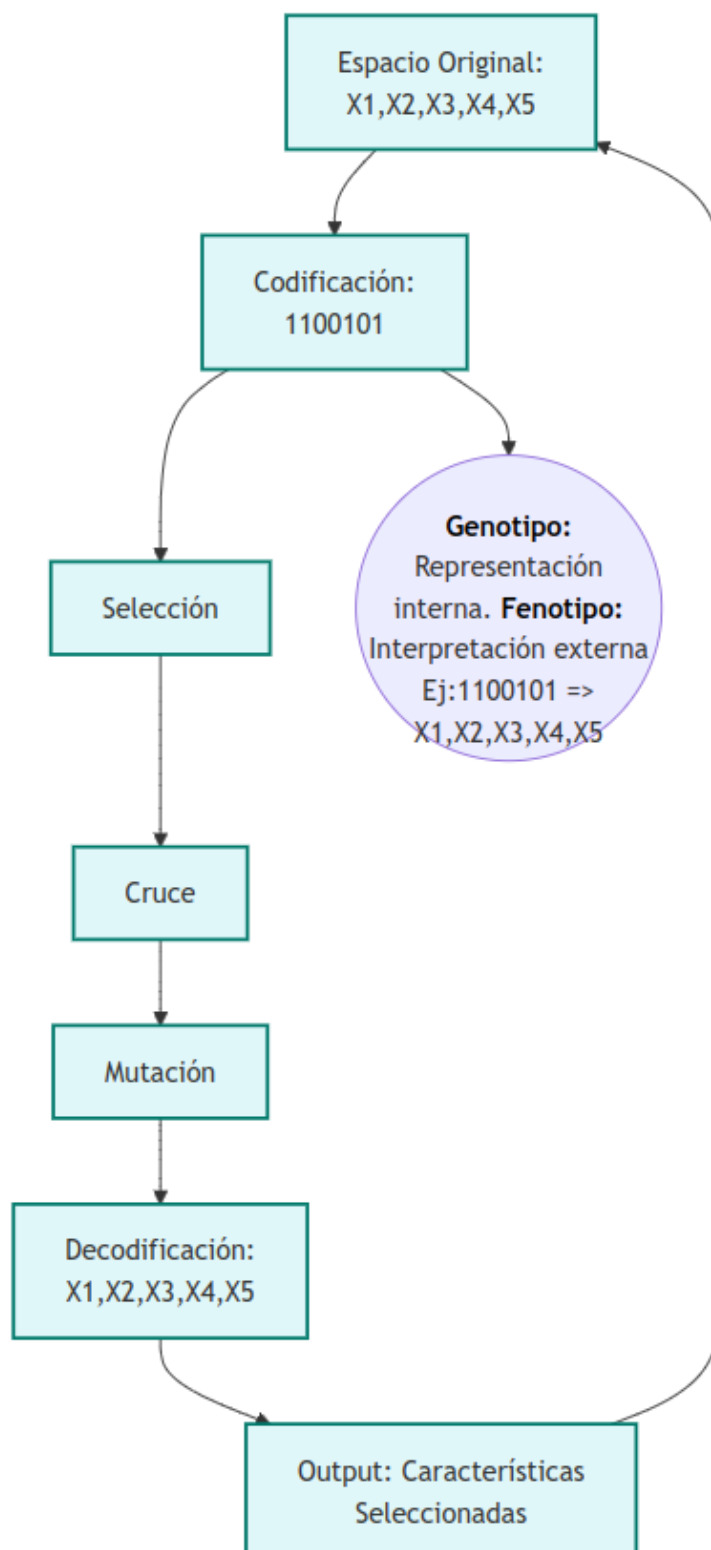 Espacio Original:
X1,X2,X3,X4,X5
Codificación:
1100101
Genotipo:
Representación
interna. Fenotipo:
Interpretación externa
Ej:1100101 =>
X1,X2,X3,X4,X5
Selección
Cruce
Mutación
Decodificación:
X1,X2,X3,X4,X5
Output: Características
Seleccionadas